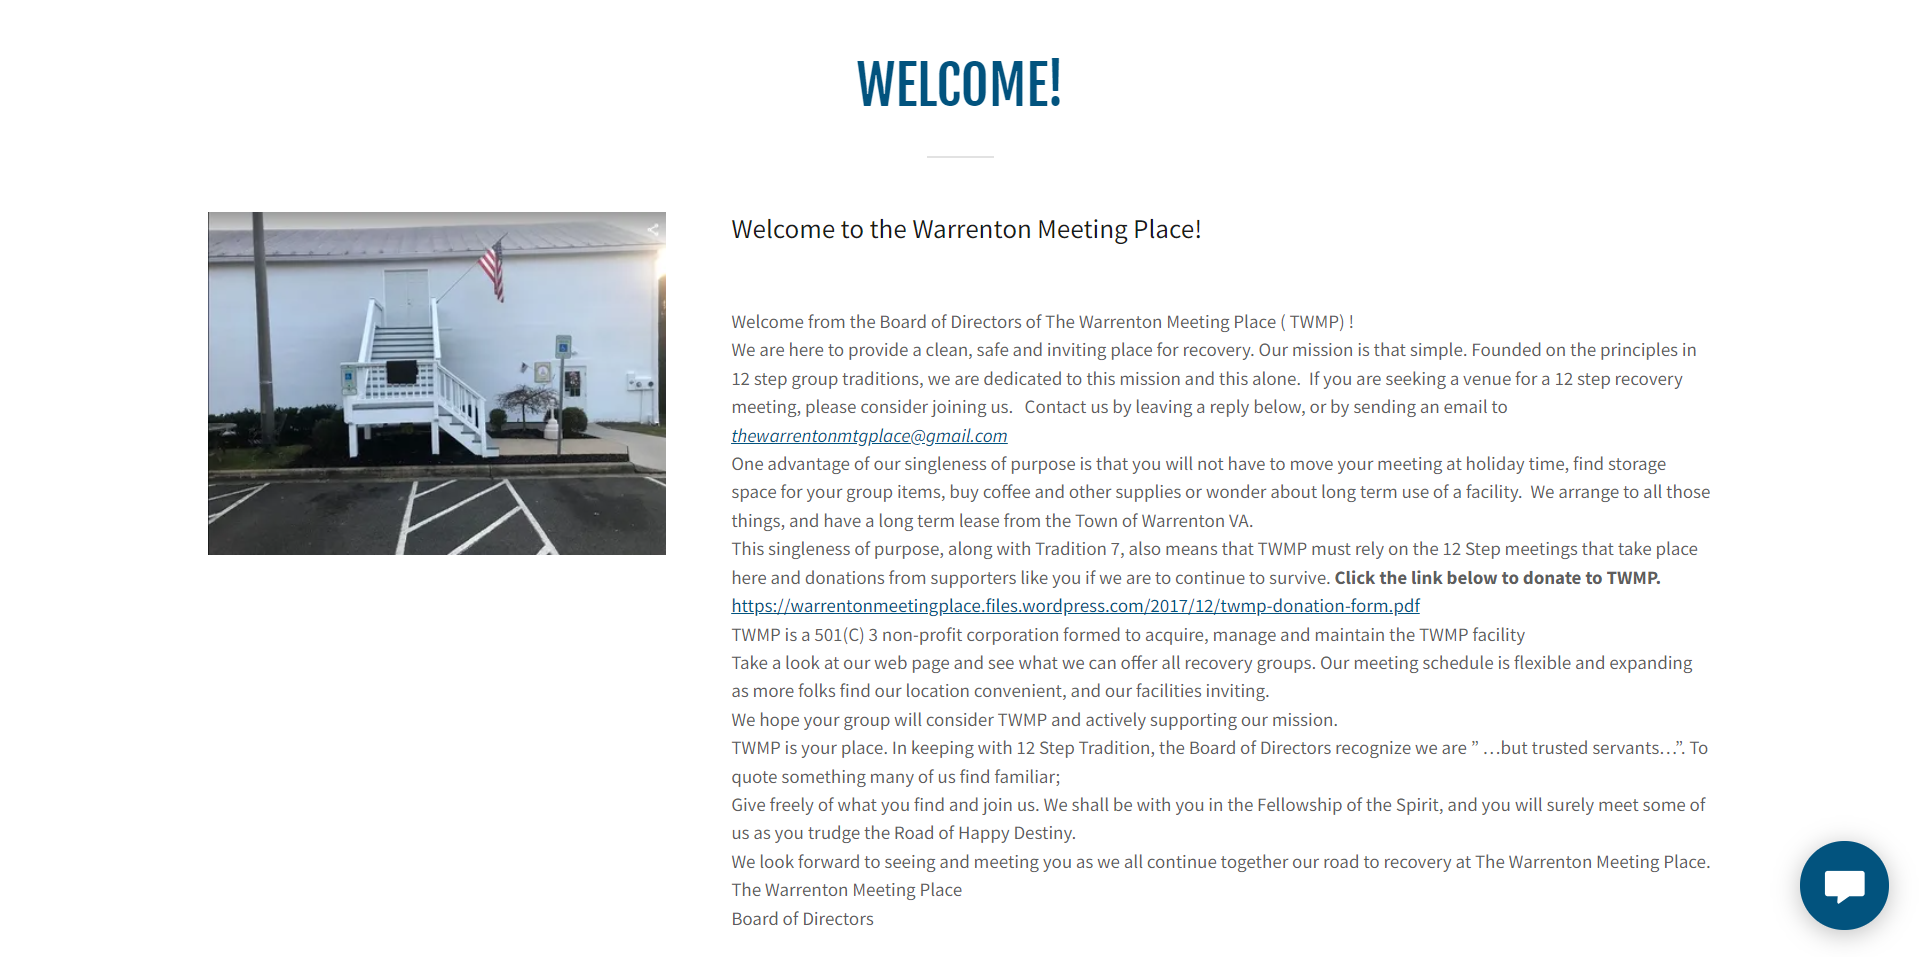 WELCOME!
Welcome to the Warrenton Meeting Place!
Welcome from the Board of Directors of The Warrenton Meeting Place ( TWMP) !
We are here to provide a clean, safe and inviting place for recovery. Our mission is that simple. Founded on the principles in
12 step group traditions, we are dedicated to this mission and this alone.  If you are seeking a venue for a 12 step recovery
meeting, please consider joining us.   Contact us by leaving a reply below, or by sending an email to
thewarrentonmtgplace@gmail.com
One advantage of our singleness of purpose is that you will not have to move your meeting at holiday time, find storage
space for your group items, buy coffee and other supplies or wonder about long term use of a facility.  We arrange to all those
things, and have a long term lease from the Town of Warrenton VA.
This singleness of purpose, along with Tradition 7, also means that TWMP must rely on the 12 Step meetings that take place
here and donations from supporters like you if we are to continue to survive. Click the link below to donate to TWMP.
https://warrentonmeetingplace.files.wordpress.com/2017/12/twmp-donation-form.pdf
TWMP is a 501(C) 3 non-profit corporation formed to acquire, manage and maintain the TWMP facility
Take a look at our web page and see what we can offer all recovery groups. Our meeting schedule is flexible and expanding
as more folks find our location convenient, and our facilities inviting.
We hope your group will consider TWMP and actively supporting our mission.
TWMP is your place. In keeping with 12 Step Tradition, the Board of Directors recognize we are ” …but trusted servants…”. To
quote something many of us find familiar;
Give freely of what you find and join us. We shall be with you in the Fellowship of the Spirit, and you will surely meet some of
us as you trudge the Road of Happy Destiny.
We look forward to seeing and meeting you as we all continue together our road to recovery at The Warrenton Meeting Place.
The Warrenton Meeting Place
Board of Directors